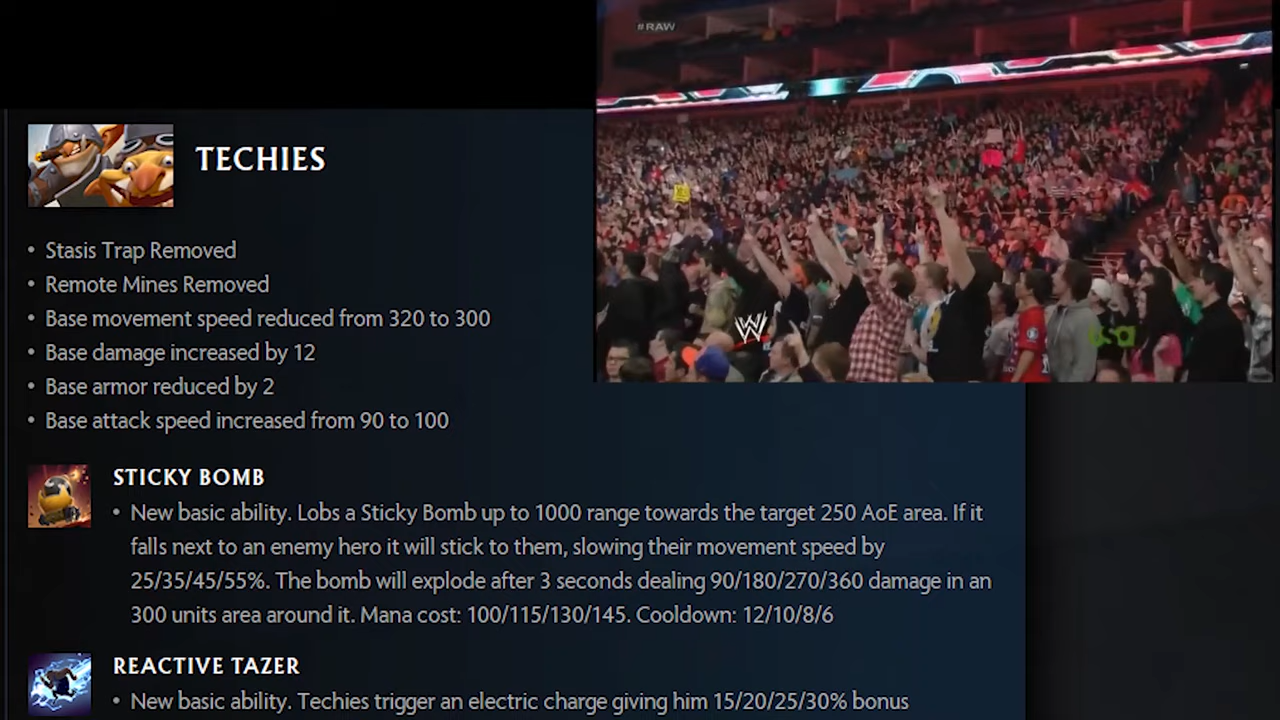 #RAW
TECHIES
• Stasis Trap Removed
• Remote Mines Removed
• Base movement speed reduced from 320 to 300
• Base damage increased by 12
• Base armor reduced by 2
• Base attack speed increased from 90 to 100
W
usa
STICKY BOMB
• New basic ability. Lobs a Sticky Bomb up to 1000 range towards the target 250 AoE area. If it
falls next to an enemy hero it will stick to them, slowing their movement speed by
25/35/45/55%. The bomb will explode after 3 seconds dealing 90/180/270/360 damage in an
300 units area around it. Mana cost: 100/115/130/145. Cooldown: 12/10/8/6
REACTIVE TAZER
• New basic ability. Techies trigger an electric charge giving him 15/20/25/30% bonus